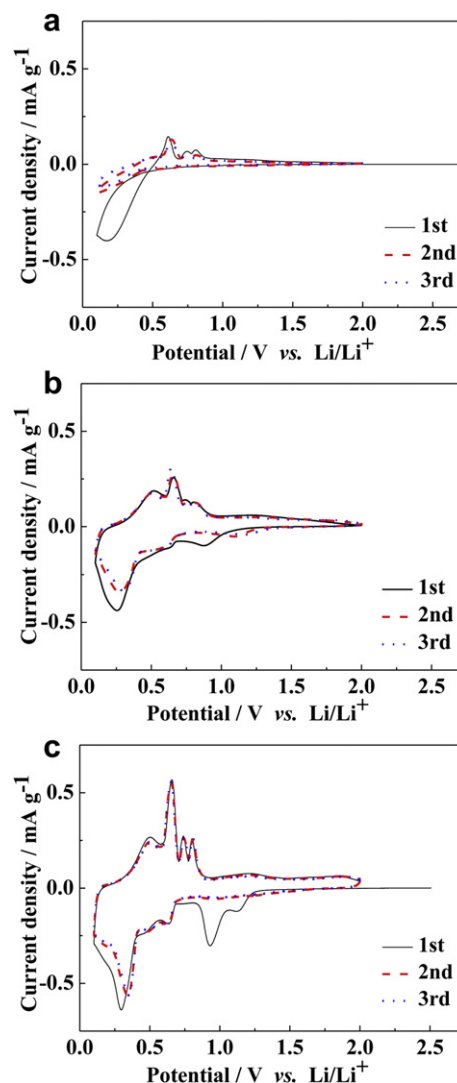 a
Current density / mA g-1
0.5
0.0
-0.5
1st
2nd
3rd
0.0 0.5 1.0 1.5 2.0 2.5
Potential / V vs. Li/Li+
b
Current density / mA g-1
0.5
0.0
-0.5
1st
2nd
3rd
0.0 0.5 1.0 1.5 2.0 2.5
Potential / V vs. Li/Li+
c
Current density / mA g-1
0.5
0.0
-0.5
1st
2nd
3rd
0.0 0.5 1.0 1.5 2.0 2.5
Potential / V vs. Li/Li+